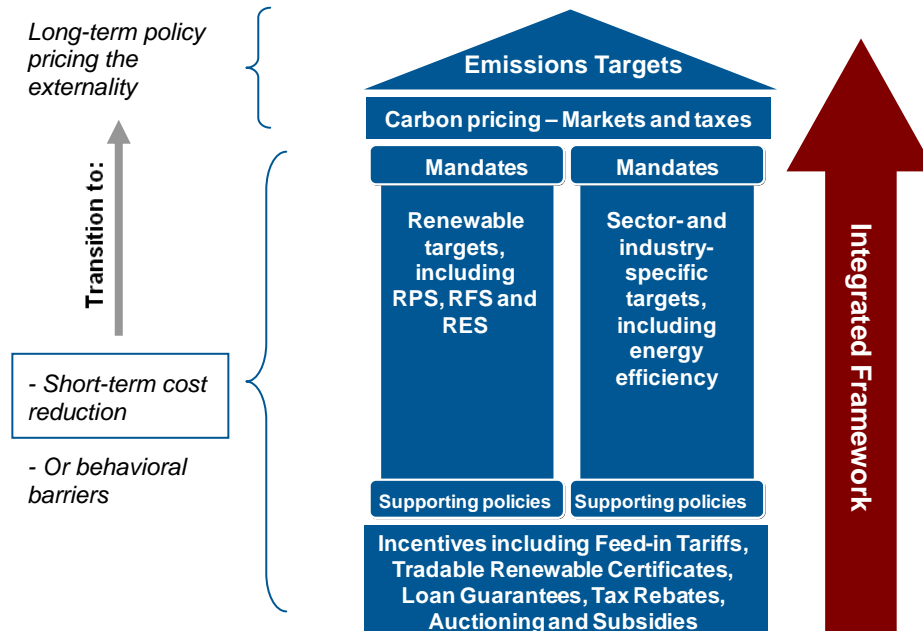 Long-term policy
pricing the
externality
Transition to:
- Short-term cost
reduction
- Or behavioral
barriers
Emissions Targets
Carbon pricing – Markets and taxes
Mandates
Renewable
targets,
including
RPS, RFS and
RES
Supporting policies
Mandates
Sector- and
industry-
specific
targets,
including
energy
efficiency
Supporting policies
Incentives including Feed-in Tariffs,
Tradable Renewable Certificates,
Loan Guarantees, Tax Rebates,
Auctioning and Subsidies
Integrated Framework